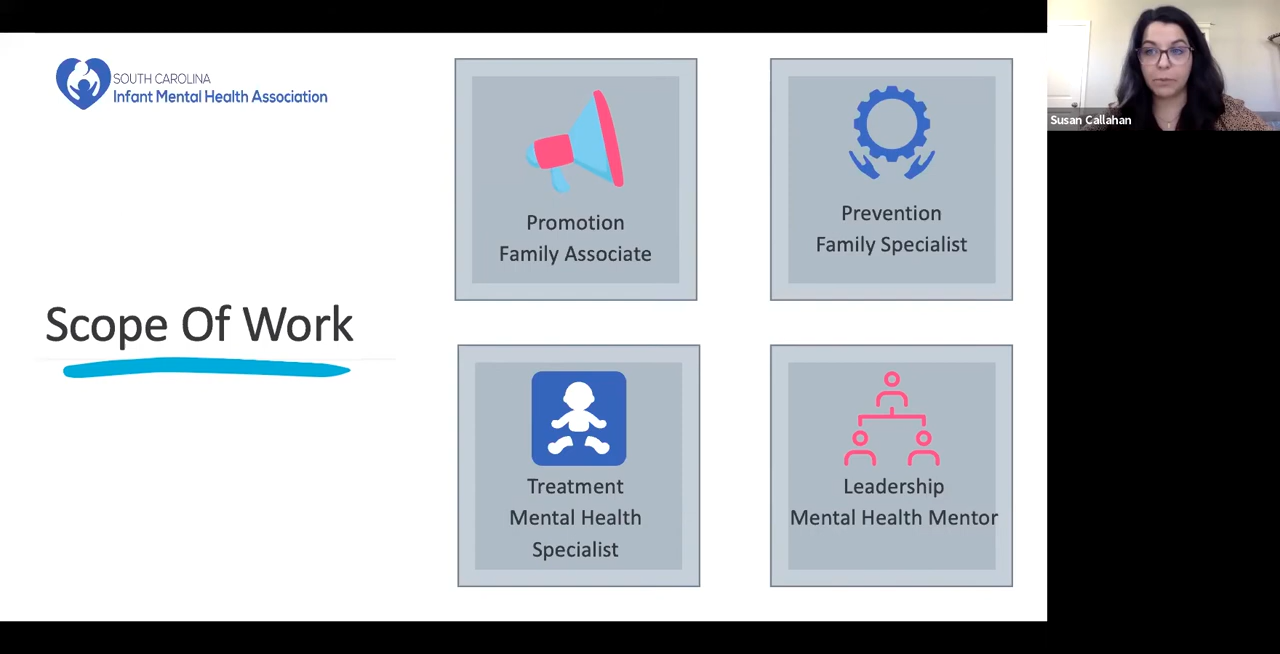 SOUTH CAROLINA
Infant Mental Health Association
Scope Of Work
Promotion
Family Associate
Prevention
Family Specialist
Treatment
Mental Health
Specialist
Leadership
Mental Health Mentor
Susan Callahan